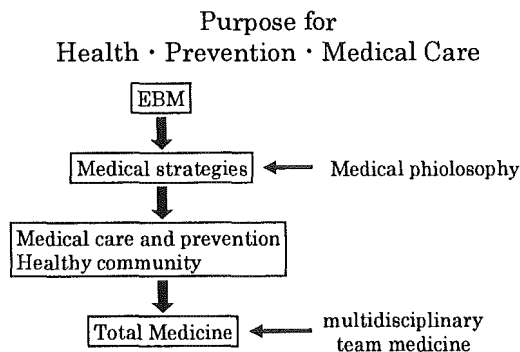 Purpose for
Health・Prevention・Medical Care
EBM
Medical strategies
Medical phiolosophy
Medical care and prevention
Healthy community
Total Medicine
multidisciplinary
team medicine